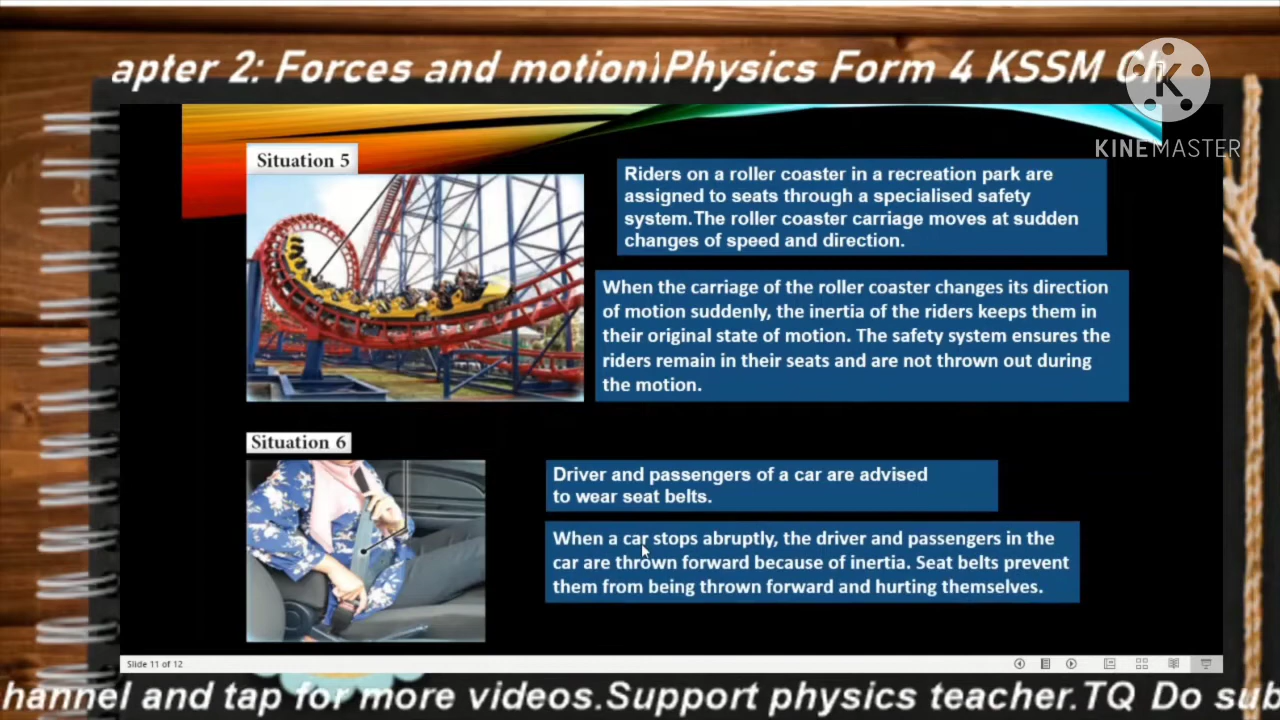 apter 2: Forces and motion\Physics Form 4 KSSM Ch
K
KINEMASTER
Situation 5
Riders on a roller coaster in a recreation park are
assigned to seats through a specialised safety
system.The roller coaster carriage moves at sudden
changes of speed and direction.
When the carriage of the roller coaster changes its direction
of motion suddenly, the inertia of the riders keeps them in
their original state of motion. The safety system ensures the
riders remain in their seats and are not thrown out during
the motion.
Situation 6
Driver and passengers of a car are advised
to wear seat belts.
When a car stops abruptly, the driver and passengers in the
car are thrown forward because of inertia. Seat belts prevent
them from being thrown forward and hurting themselves.
Slide 11 of 12
hannel and tap for more videos.Support physics teacher.TQ Do sub